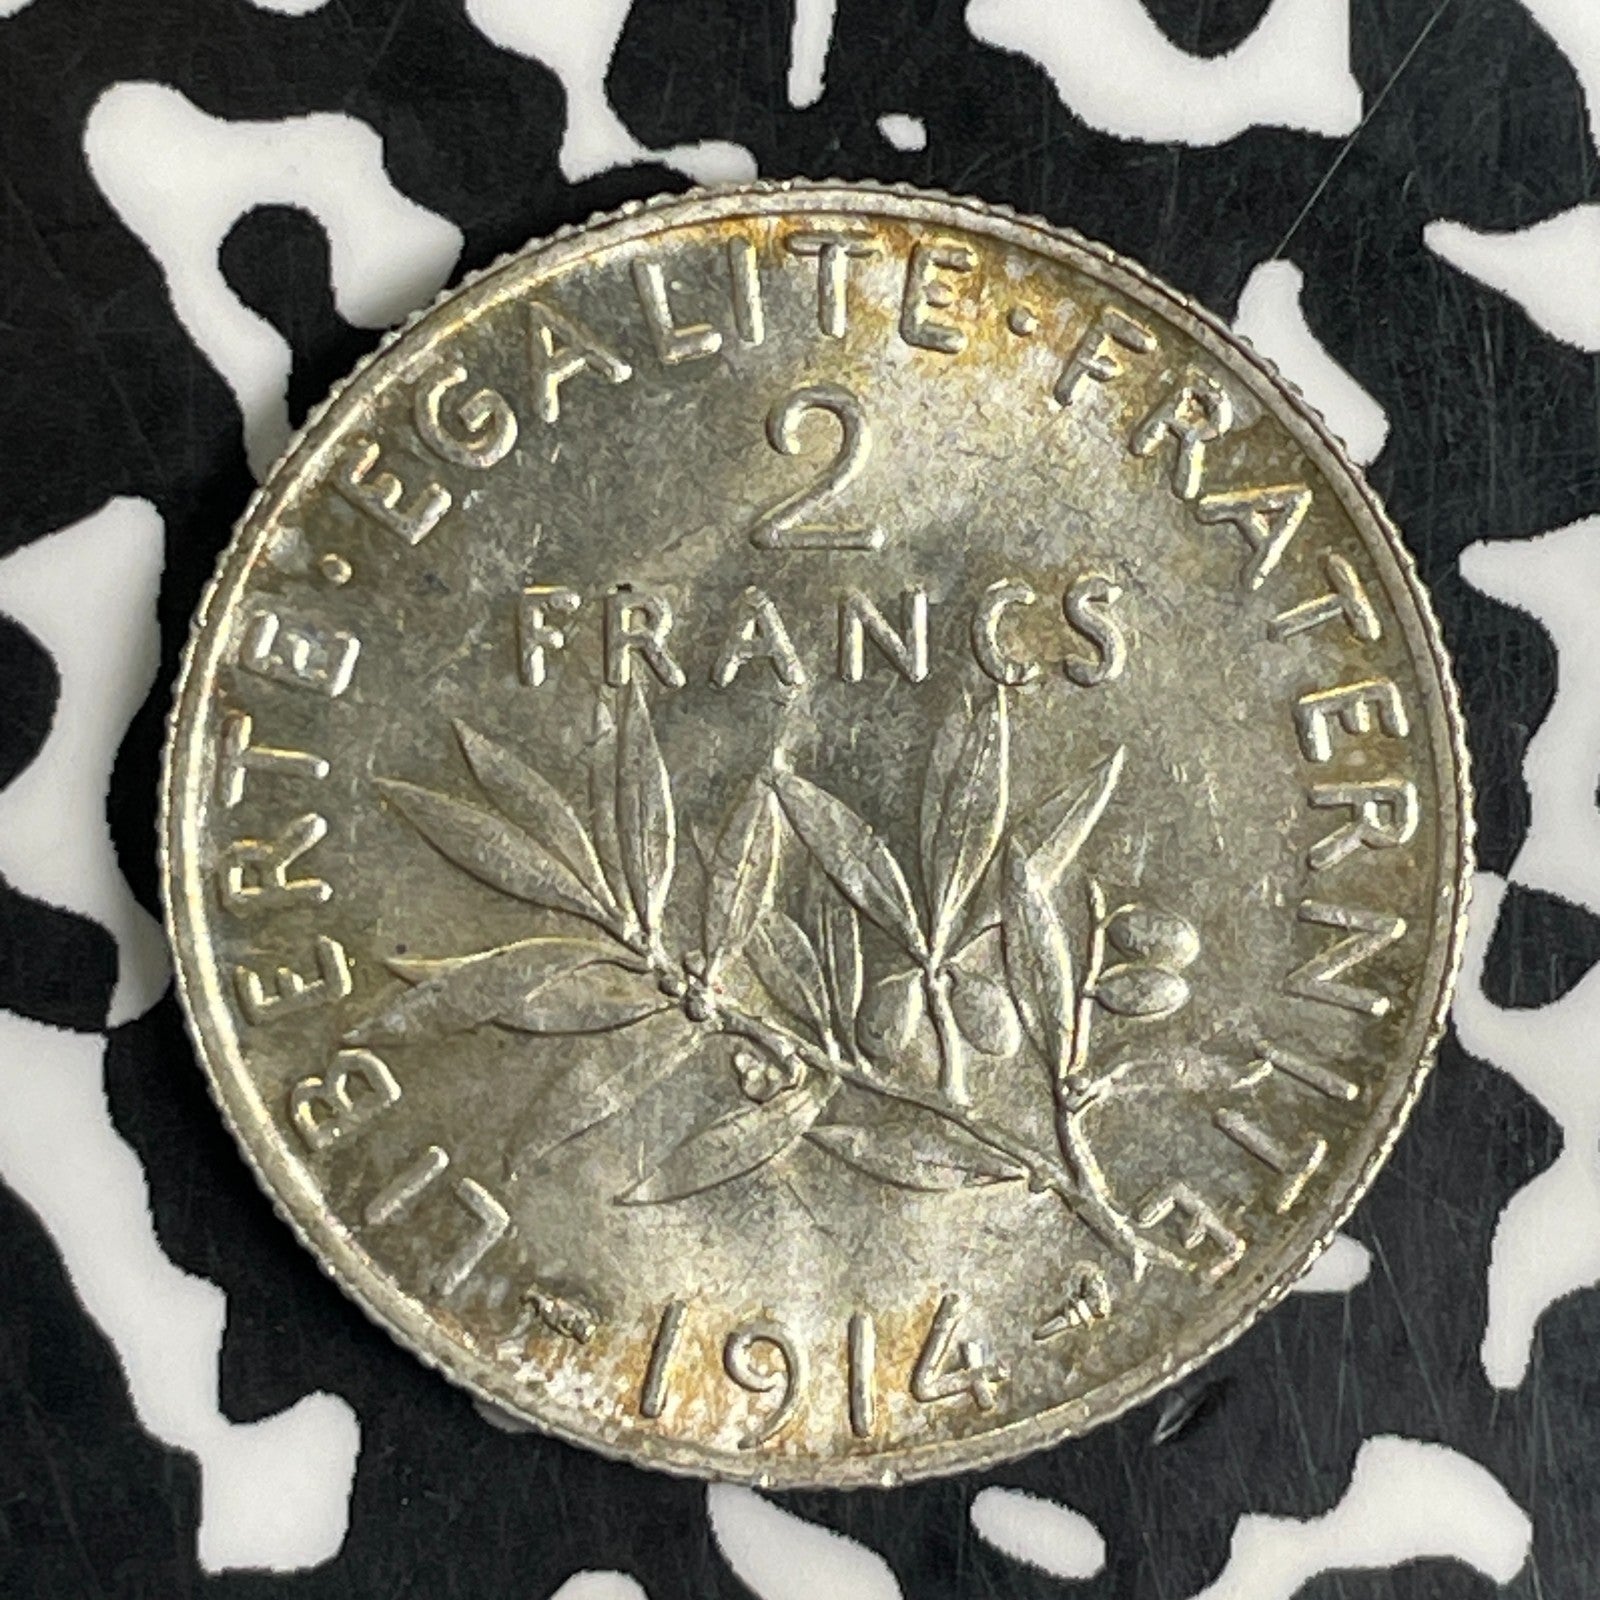 LIBERTE · EGALITE · FRATERNITE
2
FRANCS
1914